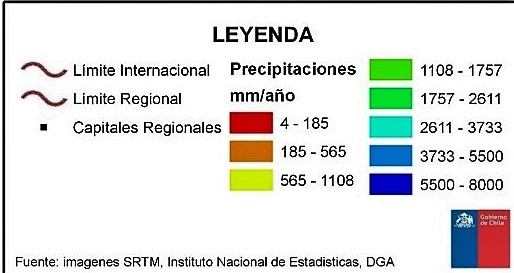 LEYENDA
Límite Internacional
Límite Regional
Capitales Regionales
Precipitaciones
mm/año
4 - 185
185 - 565
565 - 1108
1108 - 1757
1757 - 2611
2611 - 3733
3733 - 5500
5500 - 8000
Gobierno
de Chile
Fuente: imagenes SRTM, Instituto Nacional de Estadisticas, DGA